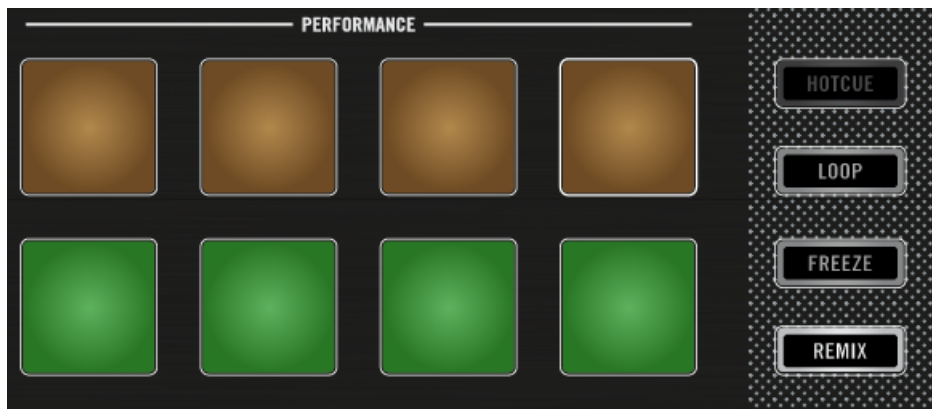 PERFORMANCE
HOTCUE
LOOP
FREEZE
REMIX